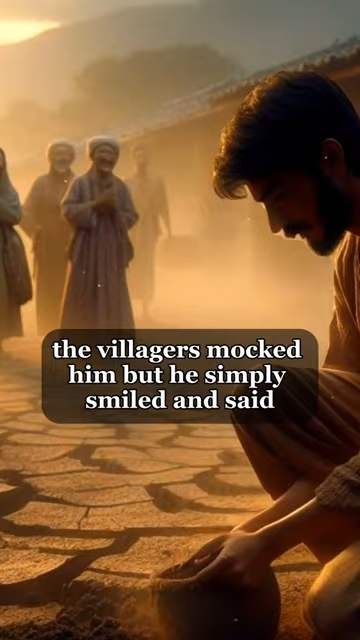 the villagers mocked
him but he simply
smiled and said